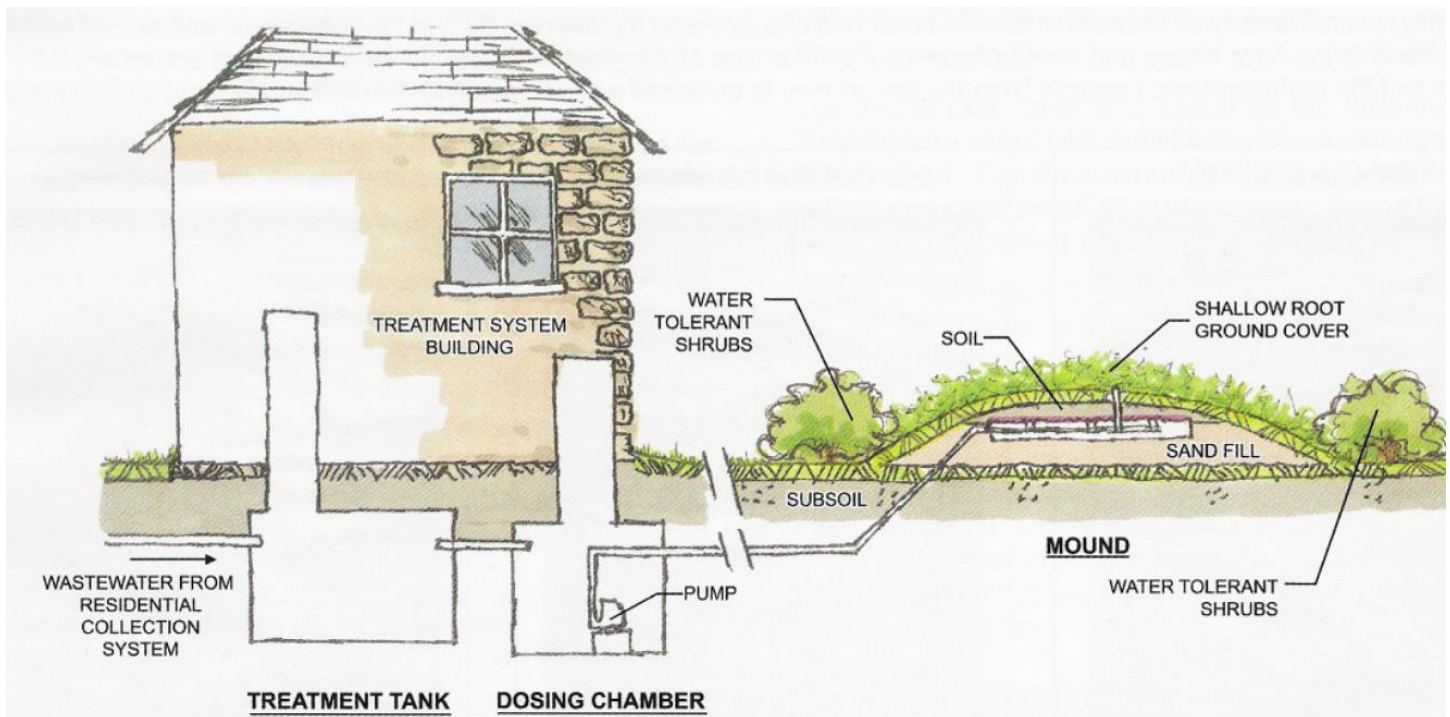 TREATMENT SYSTEM
BUILDING
WATER
TOLERANT
SHRUBS
SOIL
SHALLOW ROOT
GROUND COVER
SAND FILL
SUBSOIL
MOUND
WATER TOLERANT
SHRUBS
WASTEWATER FROM
RESIDENTIAL
COLLECTION
SYSTEM
PUMP
TREATMENT TANK
DOSING CHAMBER